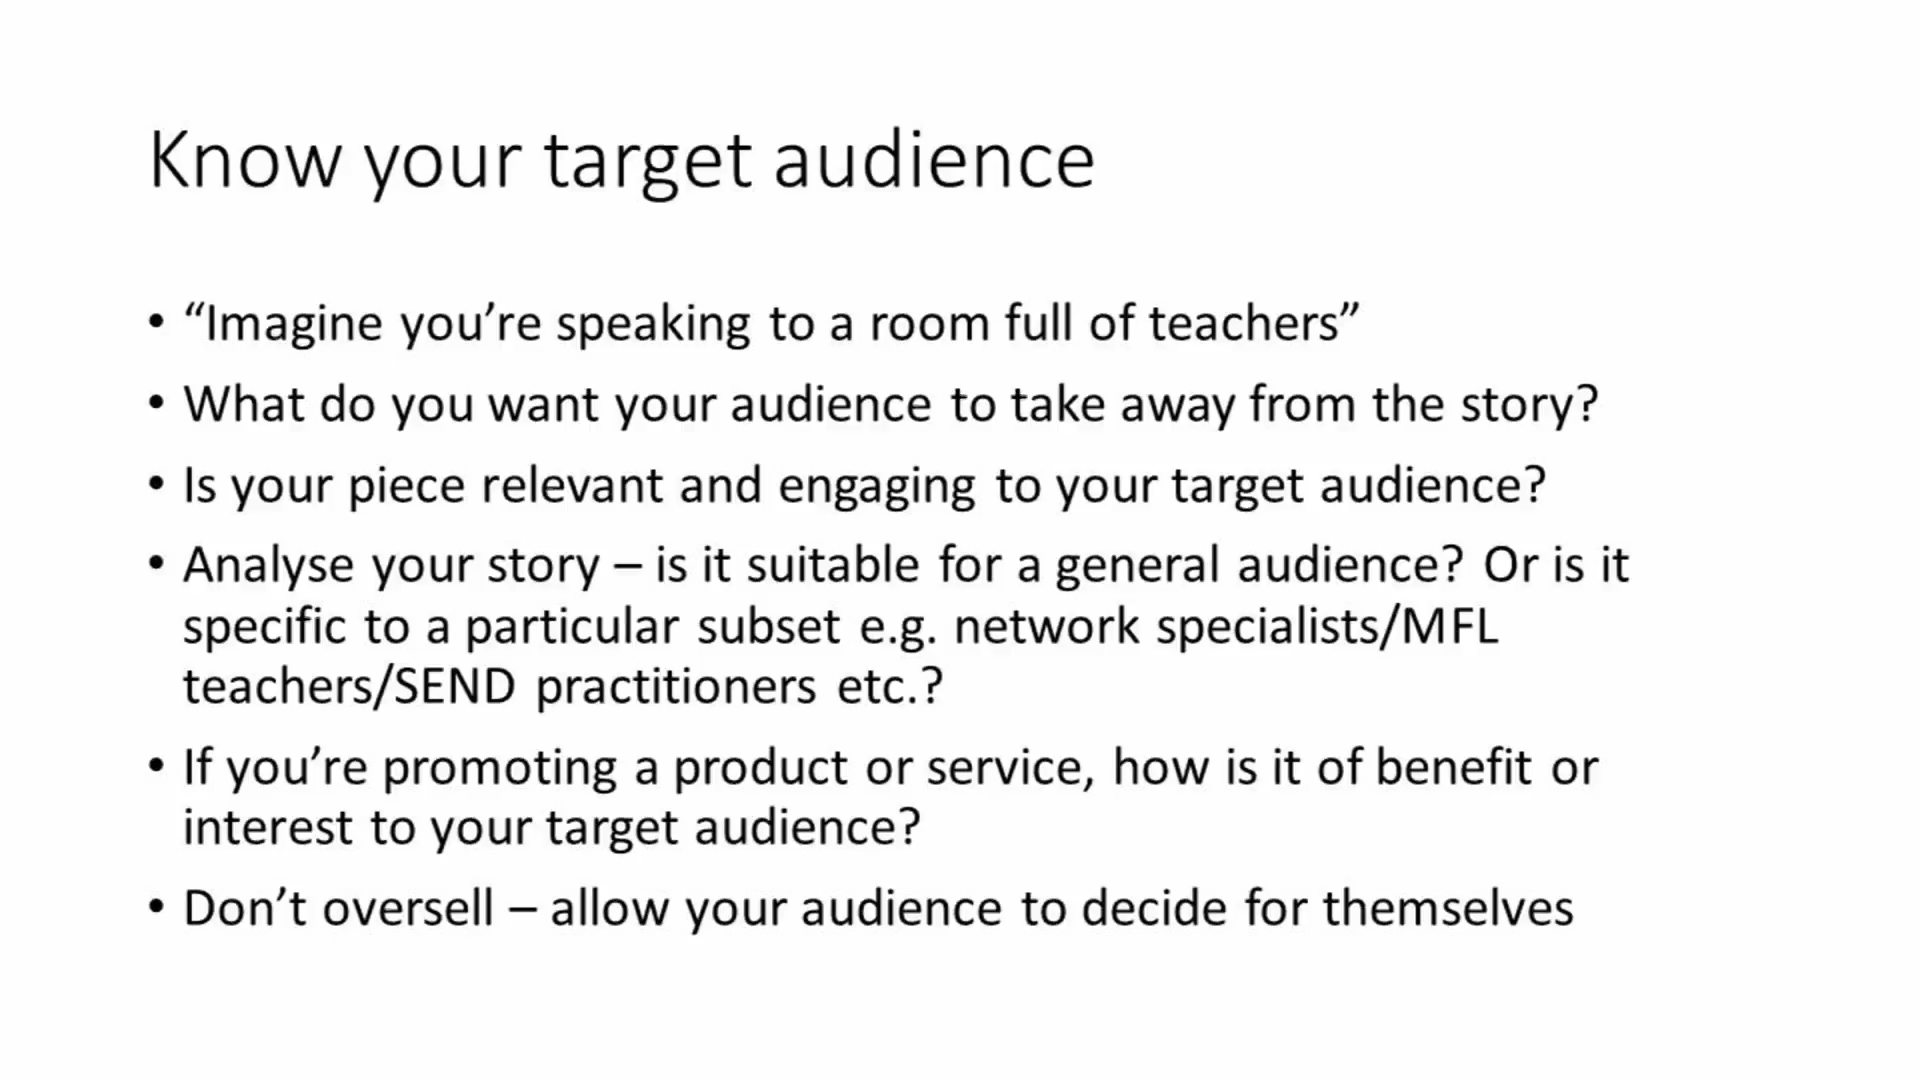 Know your target audience
• “Imagine you’re speaking to a room full of teachers”
• What do you want your audience to take away from the story?
• Is your piece relevant and engaging to your target audience?
• Analyse your story – is it suitable for a general audience? Or is it
specific to a particular subset e.g. network specialists/MFL
teachers/SEND practitioners etc.?
• If you’re promoting a product or service, how is it of benefit or
interest to your target audience?
• Don’t oversell – allow your audience to decide for themselves